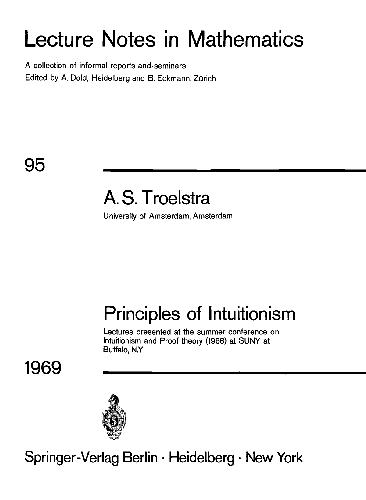 Lecture Notes in Mathematics
A collection of informal reports and seminars
Edited by A. Dold, Heidelberg and B. Eckmann, Zürich
95
A. S. Troelstra
University of Amsterdam, Amsterdam
Principles of Intuitionism
Lectures presented at the summer conference on
Intuitionism and Proof theory (1968) at SUNY at
Buffalo, N.Y
1969
Springer-Verlag Berlin · Heidelberg · New York